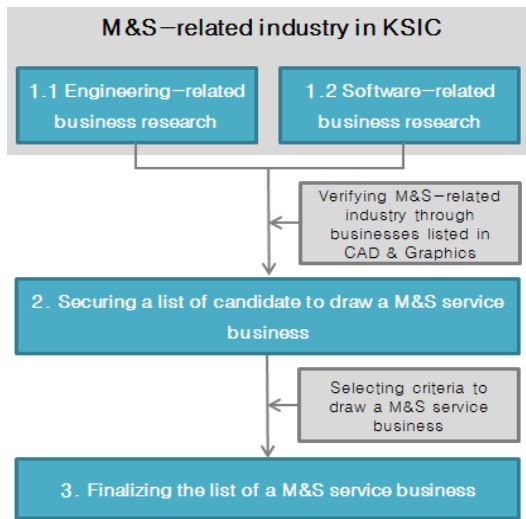 M&S-related industry in KSIC
1.1 Engineering-related
business research
1.2 Software-related
business research
Verifying M&S-related
industry through
businesses listed in
CAD & Graphics
2. Securing a list of candidate to draw a M&S service
business
Selecting criteria to
draw a M&S service
business
3. Finalizing the list of a M&S service business